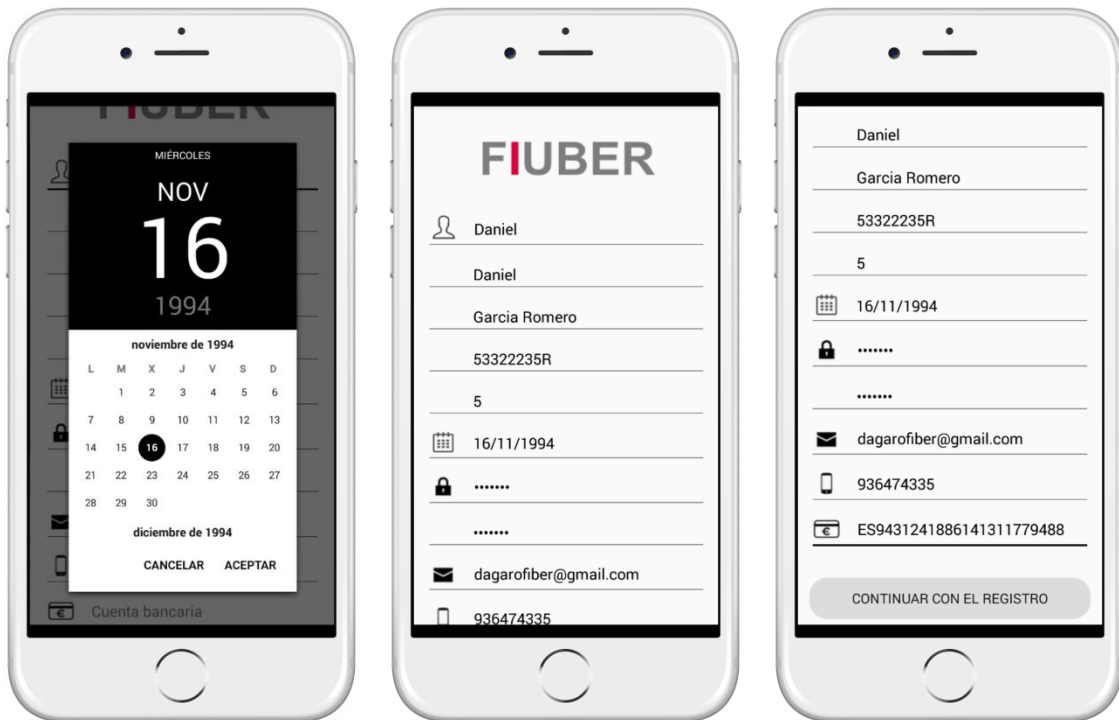 FIUBER
MIÉRCOLES
NOV
16
1994
noviembre de 1994
L M X J V S D
1 2 3 4 5 6
7 8 9 10 11 12 13
14 15 16 17 18 19 20
21 22 23 24 25 26 27
28 29 30
diciembre de 1994
CANCELAR ACEPTAR
Cuenta bancaria
FIUBER
Daniel
Daniel
Garcia Romero
53322235R
5
16/11/1994
•••••••
•••••••
dagarofiber@gmail.com
936474335
Daniel
Garcia Romero
53322235R
5
16/11/1994
•••••••
•••••••
dagarofiber@gmail.com
936474335
ES9431241886141311779488
CONTINUAR CON EL REGISTRO